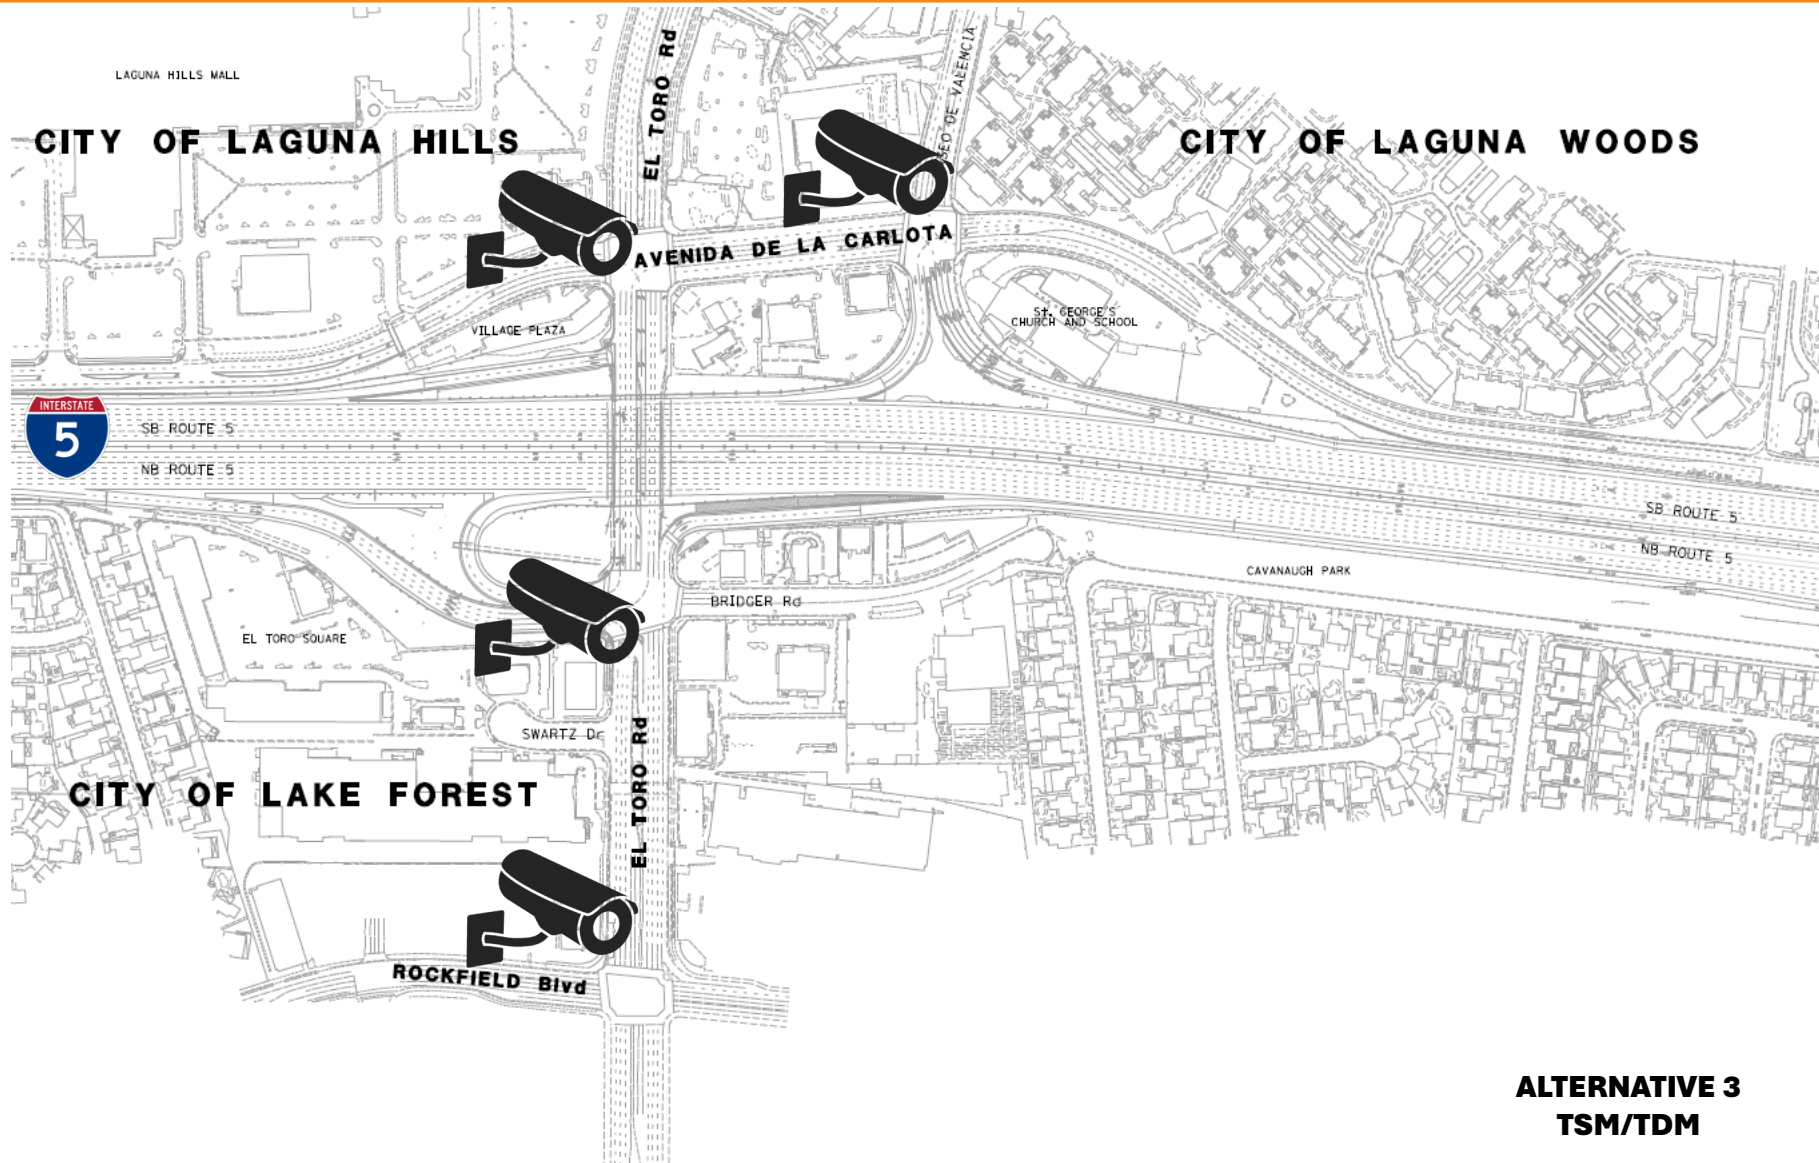 EL TORO Rd
SEO DE VALENCIA
LAGUNA HILLS MALL
CITY OF LAGUNA HILLS
CITY OF LAGUNA WOODS
AVENIDA DE LA CARLOTA
St. GEORGE'S
CHURCH AND SCHOOL
VILLAGE PLAZA
INTERSTATE
5
SB ROUTE 5
NB ROUTE 5
SB ROUTE 5
NB ROUTE 5
CAVANAUGH PARK
BRIDGER Rd
EL TORO SQUARE
SWARTZ Dr
EL TORO Rd
CITY OF LAKE FOREST
ROCKFIELD Blvd
ALTERNATIVE 3
TSM/TDM